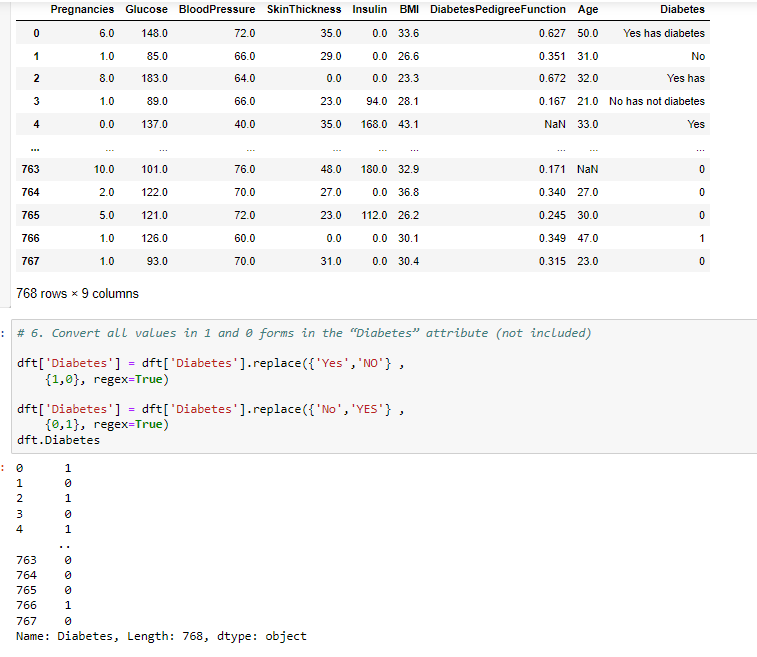 Pregnancies Glucose BloodPressure SkinThickness Insulin BMI DiabetesPedigreeFunction Age Diabetes
0 6.0 148.0 72.0 35.0 0.0 33.6 0.627 50.0 Yes has diabetes
1 1.0 85.0 66.0 29.0 0.0 26.6 0.351 31.0 No
2 8.0 183.0 64.0 0.0 0.0 23.3 0.672 32.0 Yes has
3 1.0 89.0 66.0 23.0 94.0 28.1 0.167 21.0 No has not diabetes
4 0.0 137.0 40.0 35.0 168.0 43.1 NaN 33.0 Yes
... ... ... ... ... ... ... ... ... ...
763 10.0 101.0 76.0 48.0 180.0 32.9 0.171 NaN 0
764 2.0 122.0 70.0 27.0 0.0 36.8 0.340 27.0 0
765 5.0 121.0 72.0 23.0 112.0 26.2 0.245 30.0 0
766 1.0 126.0 60.0 0.0 0.0 30.1 0.349 47.0 1
767 1.0 93.0 70.0 31.0 0.0 30.4 0.315 23.0 0
768 rows × 9 columns
: # 6. Convert all values in 1 and 0 forms in the “Diabetes” attribute (not included)
dft['Diabetes'] = dft['Diabetes'].replace({'Yes','NO'} ,
{1,0}, regex=True)
dft['Diabetes'] = dft['Diabetes'].replace({'No','YES'} ,
{0,1}, regex=True)
dft.Diabetes
: 0 1
1 0
2 1
3 0
4 1
..
763 0
764 0
765 0
766 1
767 0
Name: Diabetes, Length: 768, dtype: object